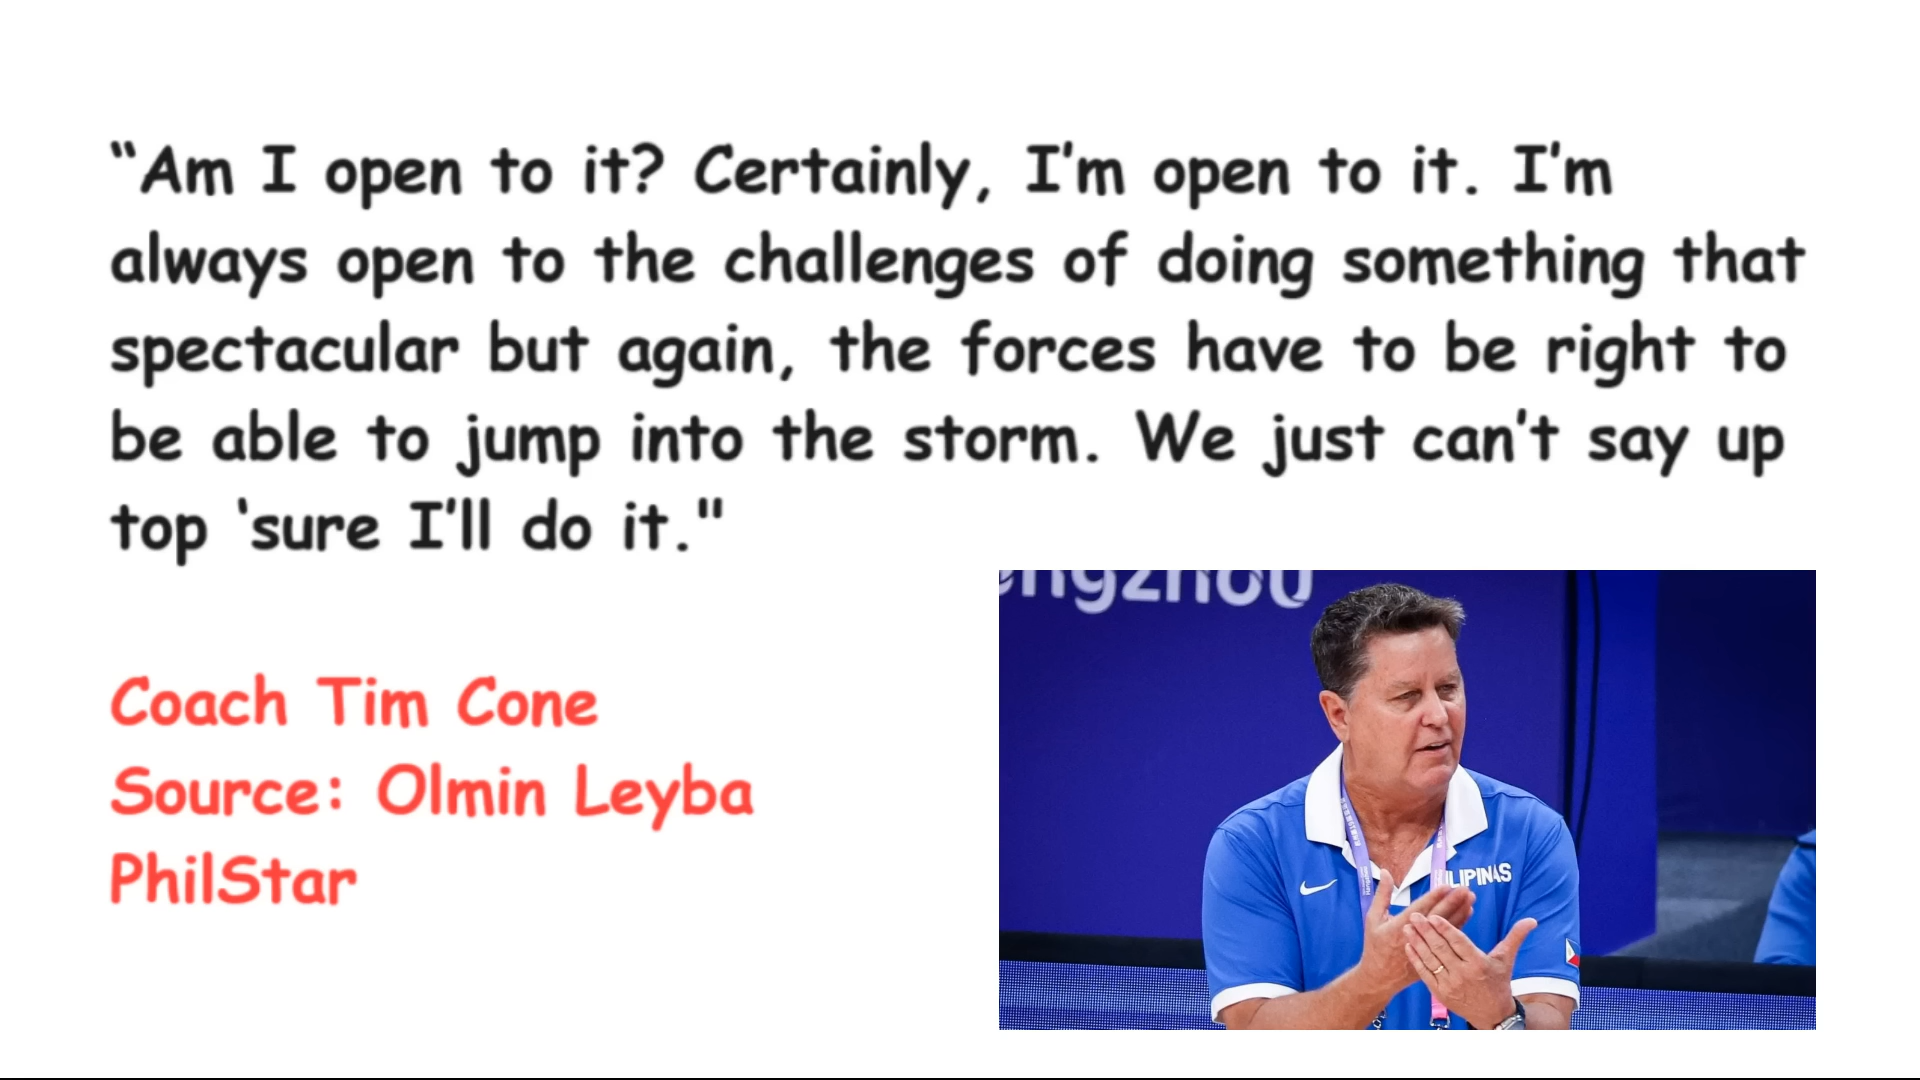 “Am I open to it? Certainly, I’m open to it. I’m
always open to the challenges of doing something that
spectacular but again, the forces have to be right to
be able to jump into the storm. We just can’t say up
top ‘sure I’ll do it."
Coach Tim Cone
Source: Olmin Leyba
PhilStar
engzhou
ILIPINAS